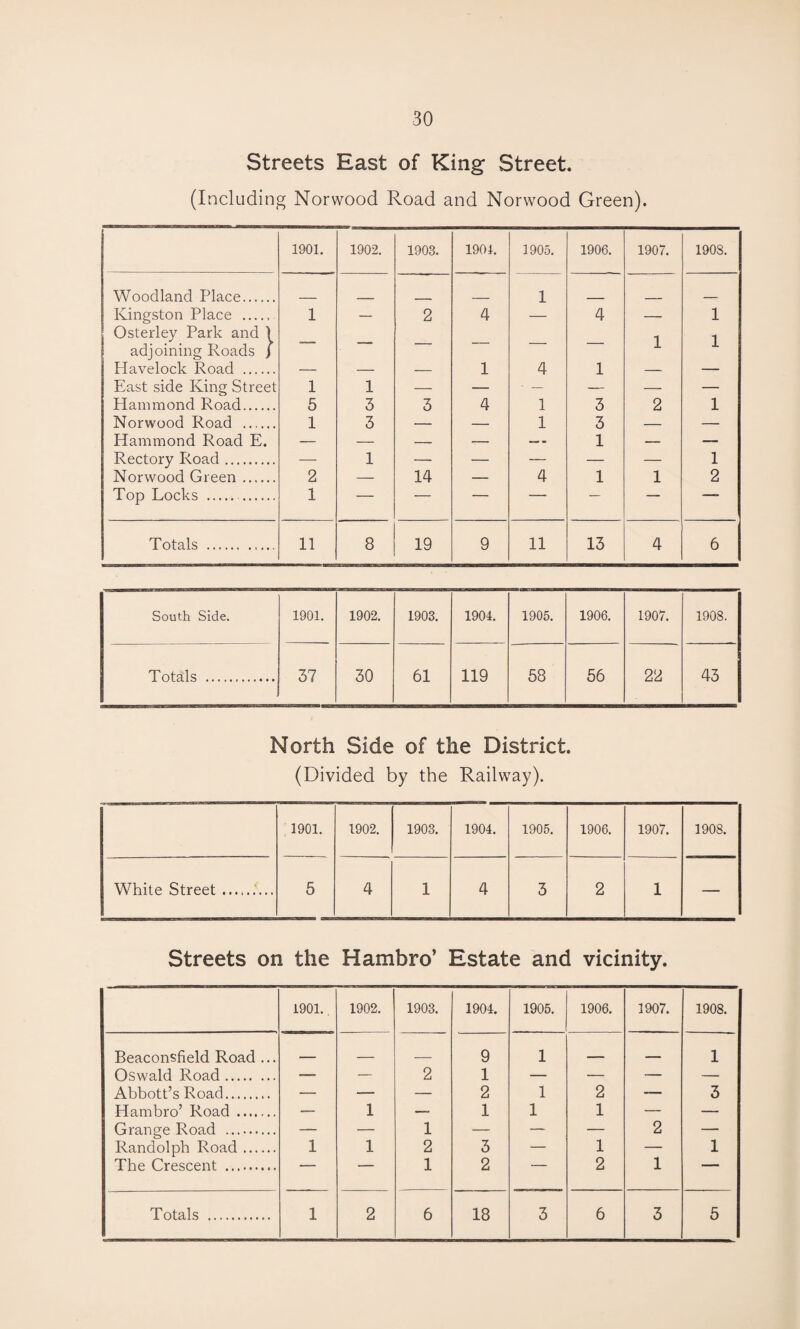 30
Streets East of King Street.
(Including Norwood Road and Norwood Green).
1901. 1902. 1903. 1904. 1905. 1906. 1907. 1908.
Woodland Place...... — — — — 1 — — —
Kingston Place ...... 1 — 2 4 — 4 — 1
Osterley Park and } adjoining Roads } — — — — — — 1 1
Havelock Road ...... — — — 1 4 1 — —
East side King Street 1 1 — — — — — —
Hammond Road...... 5 3 3 4 1 3 2 1
Norwood Road ...... 1 3 — — 1 3 — —
Hammond Road E. — — — — — 1 — —
Rectory Road ......... — 1 — — — — — 1
Norwood Green ...... 2 — 14 — 4 1 1 2
Top Locks ............ 1 — — — — — — —
Totals ............ 11 8 19 9 11 13 4 6
South Side. 1901. 1902. 1903. 1904. 1905. 1906. 1907. 1908.
Totals ............ 37 30 61 119 58 56 22 43
North Side of the District.
(Divided by the Railway).
1901. 1902. 1903. 1904. 1905. 1906. 1907. 1908.
White Street ......... 5 4 1 4 3 2 1 —
Streets on the Hambro' Estate and vicinity.
1901. 1902. 1903. 1904. 1905. 1906. 1907. 1908.
Beaconsfield Road ... — — — 9 1 — — 1
Oswald Road ......... — — 2 1 — — — —
Abbott's Road......... — — — 2 1 2 — 3
Hambro' Road ....... — 1 — 1 1 1 — —
Grange Road ......... — — 1 — — — 2 —
Randolph Road ...... 1 1 2 3 — 1 — 1
The Crescent ......... — — 1 2 — 2 1 —
Totals ............ 1 2 6 18 3 6 3 5